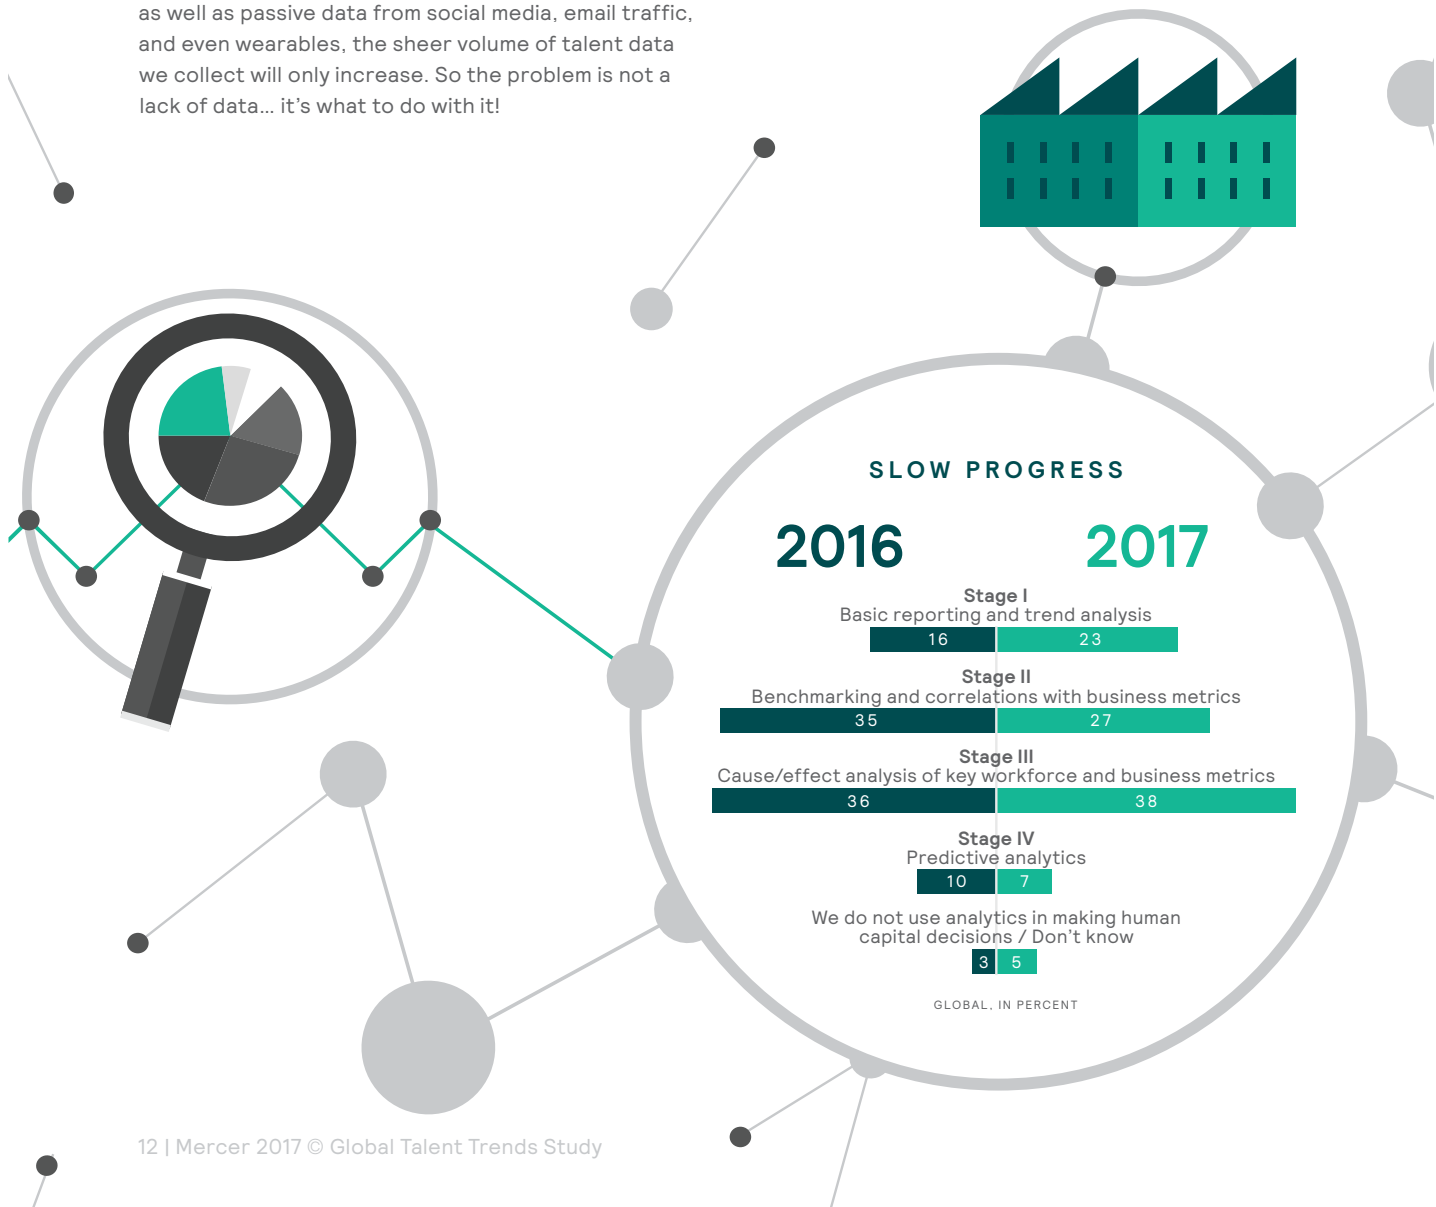 as well as passive data from social media, email traffic,
and even wearables, the sheer volume of talent data
we collect will only increase. So the problem is not a
lack of data... it’s what to do with it!
SLOW PROGRESS
2016 2017
Stage I
Basic reporting and trend analysis
16 23
Stage II
Benchmarking and correlations with business metrics
35 27
Stage III
Cause/effect analysis of key workforce and business metrics
36 38
Stage IV
Predictive analytics
10 7
We do not use analytics in making human
capital decisions / Don’t know
3 5
GLOBAL, IN PERCENT
12 | Mercer 2017 © Global Talent Trends Study